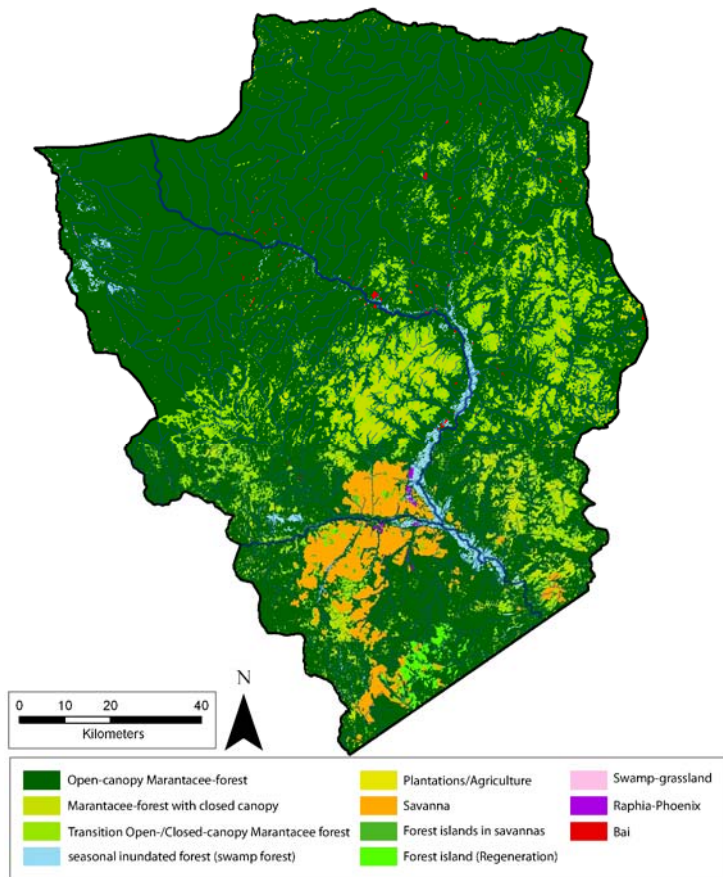 N
0 10 20 40
Kilometers
Open-canopy Marantacee-forest
Marantacee-forest with closed canopy
Transition Open-/Closed-canopy Marantacee forest
seasonal inundated forest (swamp forest)
Plantations/Agriculture
Savanna
Forest islands in savannas
Forest island (Regeneration)
Swamp-grassland
Raphia-Phoenix
Bai